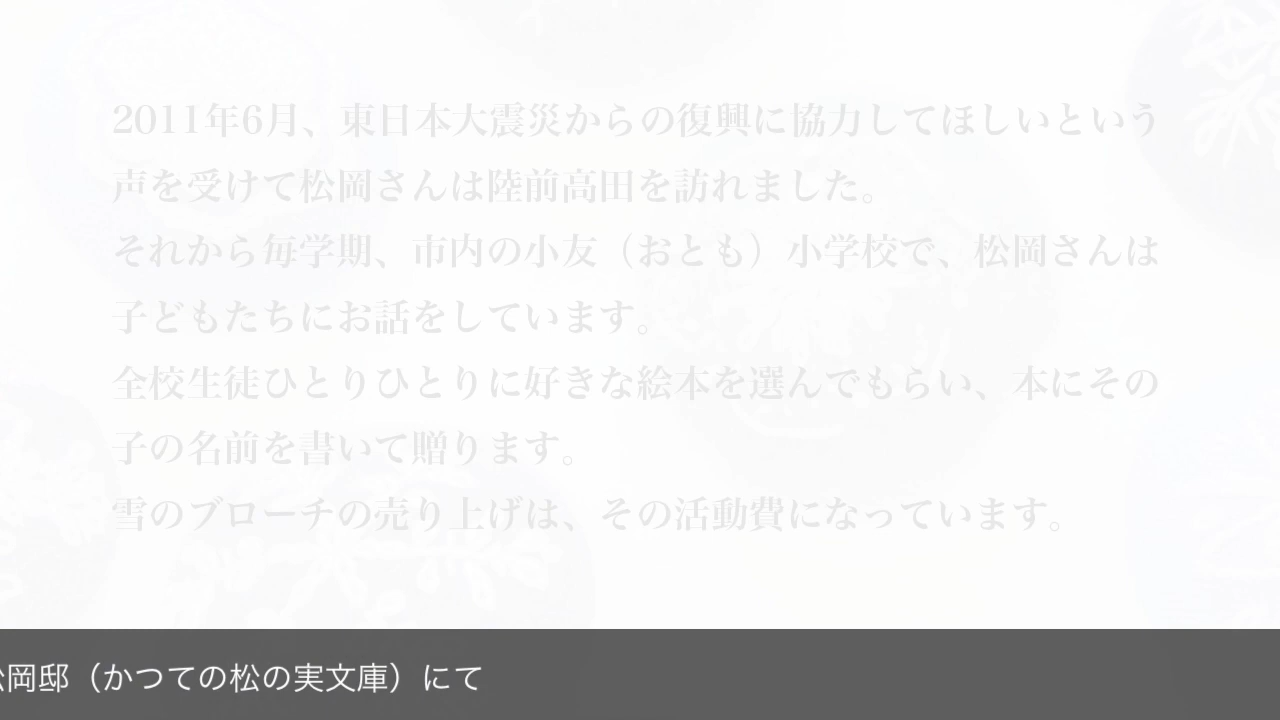 2011年6月、東日本大震災からの復興に協力してほしいという
声を受けて松岡さんは陸前高田を訪れました。
それから毎学期、市内の小友（おとも）小学校で、松岡さんは
子どもたちにお話をしています。
全校生徒ひとりひとりに好きな絵本を選んでもらい、本にその
子の名前を書いて贈ります。
雪のブローチの売り上げは、その活動費になっています。
岡邸（かつての松の実文庫）にて